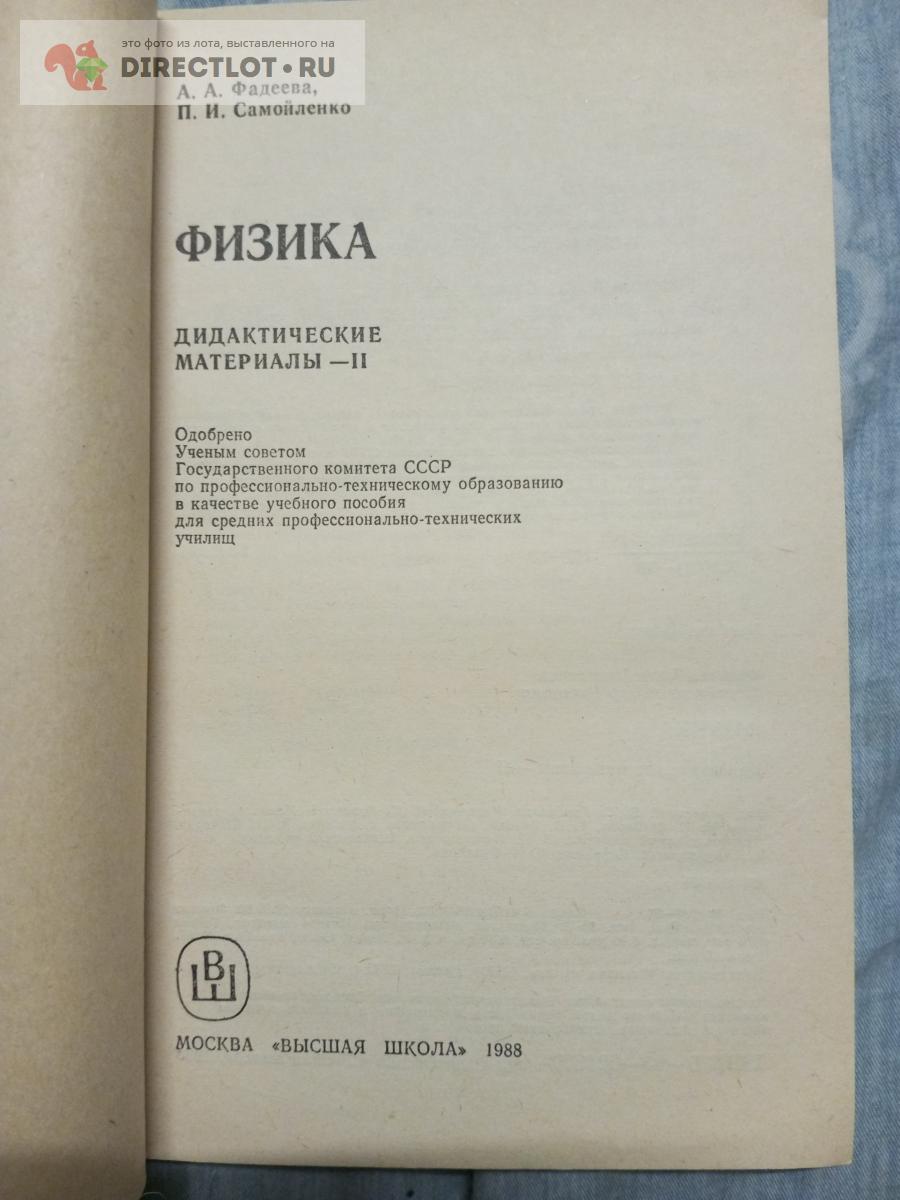 это фото из лота, выставленного на
DIRECTLOT•RU
А. А. Фадеева,
П. И. Самойленко
ФИЗИКА
ДИДАКТИЧЕСКИЕ
МАТЕРИАЛЫ —II
Одобрено
Ученым советом
Государственного комитета СССР
по профессионально-техническому образованию
в качестве учебного пособия
для средних профессионально-технических
училищ
ВШ
МОСКВА «ВЫСШАЯ ШКОЛА» 1988